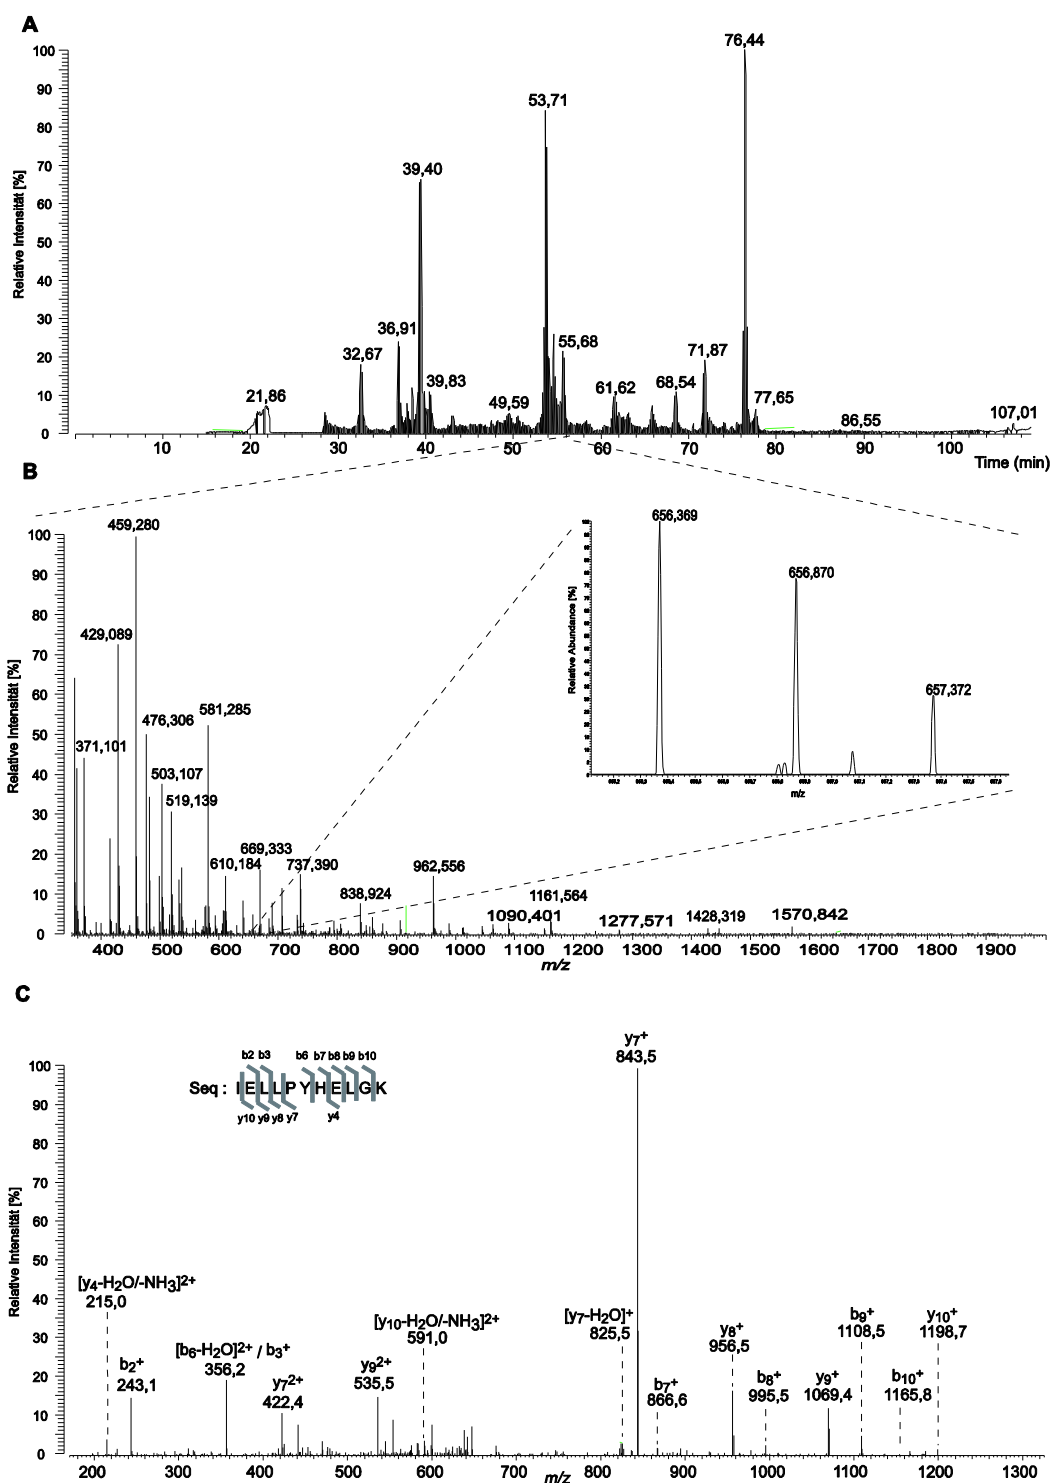 A
Relative Intensität [%]
100
90
80
70
60
50
40
30
20
10
0
76,44
53,71
39,40
36,91
32,67
39,83
21,86
49,59
55,68
61,62
68,54
71,87
77,65
86,55
107,01
10 20 30 40 50 60 70 80 90 100
Time (min)
B
Relative Intensität [%]
100
90
80
70
60
50
40
30
20
10
0
459,280
429,089
371,101
476,306
581,285
503,107
519,139
610,184
669,333
737,390
838,924
962,556
1090,401
1161,564
1277,571
1428,319
1570,842
400 500 600 700 800 900 1000 1100 1200 1300 1400 1500 1600 1700 1800 1900
m/z
Relative Abundance [%]
656,369
656,870
657,372
m/z
C
Relative Intensität [%]
100
90
80
70
60
50
40
30
20
10
0
b2 b3 b6 b7 b8 b9 b10
Seq : IELLPYHELGK
y10 y9 y8 y7 y4
y7+
843,5
[y4-H2O/-NH3]2+
215,0
b2+
243,1
[b6-H2O]2+ / b3+
356,2
y72+
422,4
y92+
535,5
[y10-H2O/-NH3]2+
591,0
[y7-H2O]+
825,5
b7+
866,6
y8+
956,5
b8+
995,5
y9+
1069,4
b9+
1108,5
b10+
1165,8
y10+
1198,7
200 300 400 500 600 700 800 900 1000 1100 1200 1300
m/z